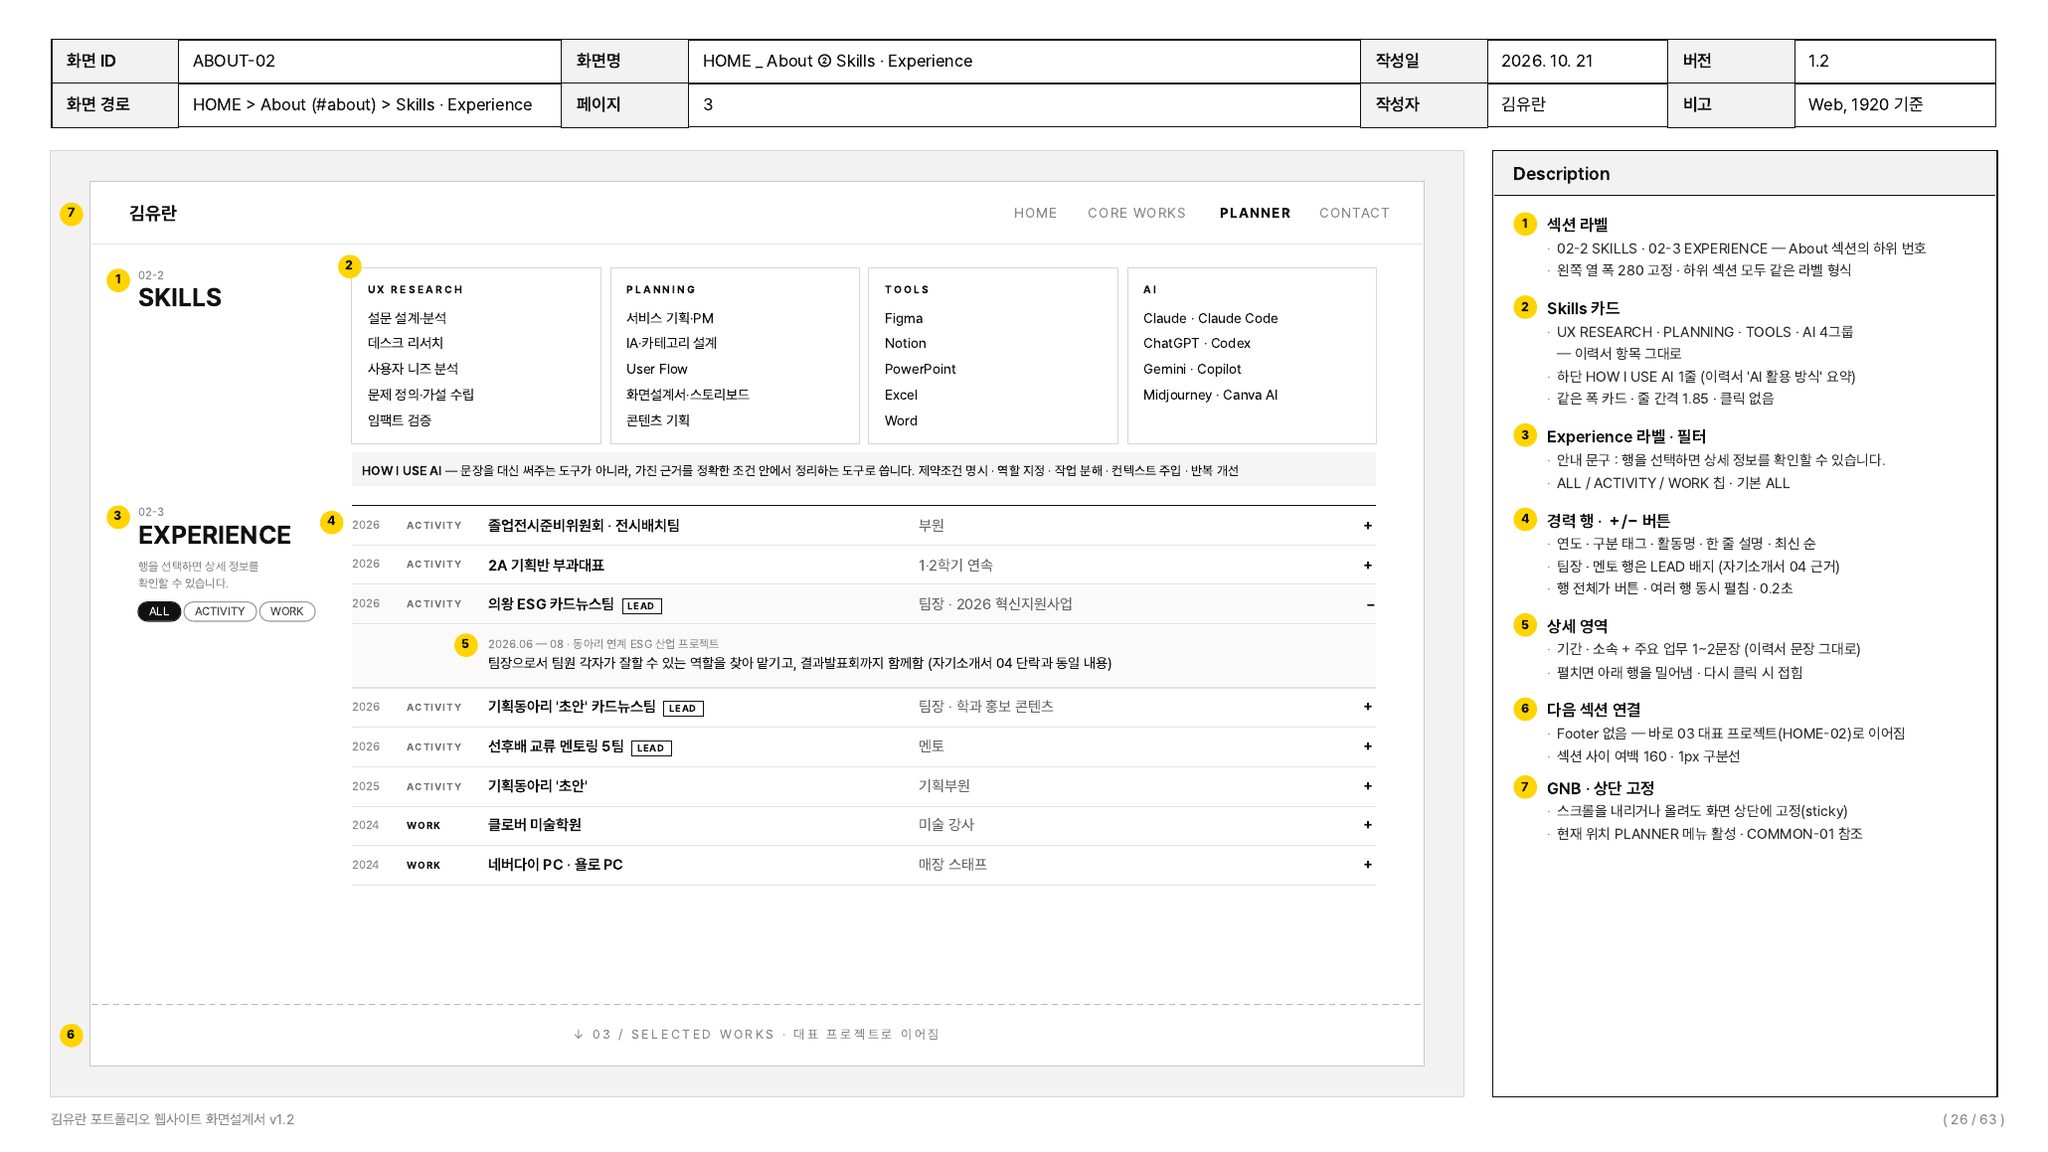 화면 ID ABOUT-02 화면명 HOME _ About ② Skills · Experience 작성일 2026. 10. 21 버전 1.2
화면 경로 HOME > About (#about) > Skills · Experience 페이지 3 작성자 김유란 비고 Web, 1920 기준
7 김유란 HOME CORE WORKS PLANNER CONTACT
1 02-2
SKILLS
2
UX RESEARCH
설문 설계·분석
데스크 리서치
사용자 니즈 분석
문제 정의·가설 수립
임팩트 검증
PLANNING
서비스 기획·PM
IA·카테고리 설계
User Flow
화면설계서·스토리보드
콘텐츠 기획
TOOLS
Figma
Notion
PowerPoint
Excel
Word
AI
Claude · Claude Code
ChatGPT · Codex
Gemini · Copilot
Midjourney · Canva AI
HOW I USE AI — 문장을 대신 써주는 도구가 아니라, 가진 근거를 정확한 조건 안에서 정리하는 도구로 씁니다. 제약조건 명시 · 역할 지정 · 작업 분해 · 컨텍스트 주입 · 반복 개선
3 02-3
EXPERIENCE
행을 선택하면 상세 정보를
확인할 수 있습니다.
ALL ACTIVITY WORK
4 2026 ACTIVITY 졸업전시준비위원회 · 전시배치팀 부원 +
2026 ACTIVITY 2A 기획반 부과대표 1·2학기 연속 +
2026 ACTIVITY 의왕 ESG 카드뉴스팀 LEAD 팀장 · 2026 혁신지원사업 −
5 2026.06 — 08 · 동아리 연계 ESG 산업 프로젝트
팀장으로서 팀원 각자가 잘할 수 있는 역할을 찾아 맡기고, 결과발표회까지 함께함 (자기소개서 04 단락과 동일 내용)
2026 ACTIVITY 기획동아리 '초안' 카드뉴스팀 LEAD 팀장 · 학과 홍보 콘텐츠 +
2026 ACTIVITY 선후배 교류 멘토링 5팀 LEAD 멘토 +
2025 ACTIVITY 기획동아리 '초안' 기획부원 +
2024 WORK 클로버 미술학원 미술 강사 +
2024 WORK 네버다이 PC · 욜로 PC 매장 스태프 +
6 ↓ 03 / SELECTED WORKS · 대표 프로젝트로 이어짐
Description
1 섹션 라벨
· 02-2 SKILLS · 02-3 EXPERIENCE — About 섹션의 하위 번호
· 왼쪽 열 폭 280 고정 · 하위 섹션 모두 같은 라벨 형식
2 Skills 카드
· UX RESEARCH · PLANNING · TOOLS · AI 4그룹
— 이력서 항목 그대로
· 하단 HOW I USE AI 1줄 (이력서 'AI 활용 방식' 요약)
· 같은 폭 카드 · 줄 간격 1.85 · 클릭 없음
3 Experience 라벨 · 필터
· 안내 문구 : 행을 선택하면 상세 정보를 확인할 수 있습니다.
· ALL / ACTIVITY / WORK 칩 · 기본 ALL
4 경력 행 · +/− 버튼
· 연도 · 구분 태그 · 활동명 · 한 줄 설명 · 최신 순
· 팀장 · 멘토 행은 LEAD 배지 (자기소개서 04 근거)
· 행 전체가 버튼 · 여러 행 동시 펼침 · 0.2초
5 상세 영역
· 기간 · 소속 + 주요 업무 1~2문장 (이력서 문장 그대로)
· 펼치면 아래 행을 밀어냄 · 다시 클릭 시 접힘
6 다음 섹션 연결
· Footer 없음 — 바로 03 대표 프로젝트(HOME-02)로 이어짐
· 섹션 사이 여백 160 · 1px 구분선
7 GNB · 상단 고정
· 스크롤을 내리거나 올려도 화면 상단에 고정(sticky)
· 현재 위치 PLANNER 메뉴 활성 · COMMON-01 참조
김유란 포트폴리오 웹사이트 화면설계서 v1.2
( 26 / 63 )